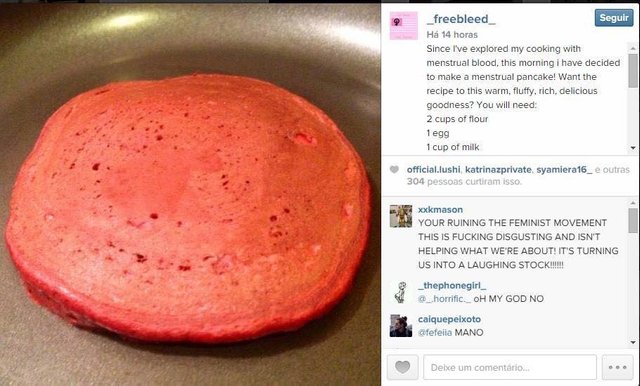 _freebleed_
Seguir
Há 14 horas
Since I've explored my cooking with
menstrual blood, this morning i have decided
to make a menstrual pancake! Want the
recipe to this warm, fluffy, rich, delicious
goodness? You will need:
2 cups of flour
1 egg
1 cup of milk
official.lushi, katrinazprivate, syamiera16_ e outras
304 pessoas curtiram isso.
xxkmason
YOUR RUINING THE FEMINIST MOVEMENT
THIS IS FUCKING DISGUSTING AND ISN'T
HELPING WHAT WE'RE ABOUT! IT'S TURNING
US INTO A LAUGHING STOCK!!!!!!
_thephonegirl_
@_.horrific._ oH MY GOD NO
caiquepeixoto
@fefeiia MANO
Deixe um comentário...